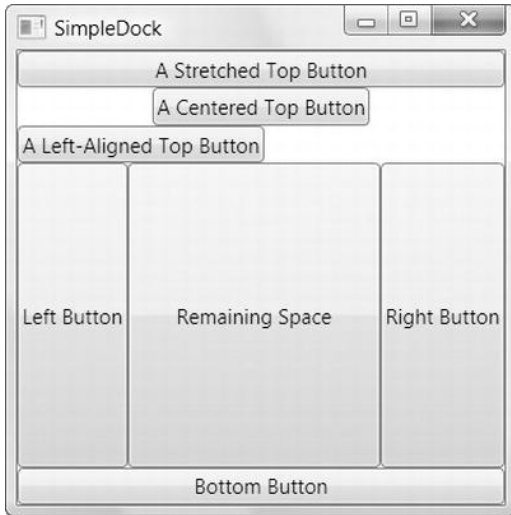 SimpleDock
A Stretched Top Button
A Centered Top Button
A Left-Aligned Top Button
Left Button
Remaining Space
Right Button
Bottom Button